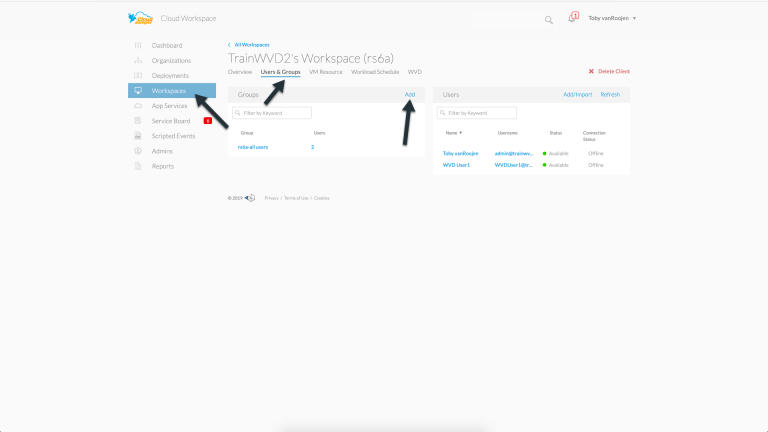 Cloud Workspace
1
Toby vanRoojen
Dashboard
Organizations
Deployments
Workspaces
App Services
Service Board
Scripted Events
Admins
Reports
All Workspaces
TrainWVD2's Workspace (rs6a)
Overview Users & Groups VM Resource Workload Schedule WVD
Delete Client
Groups Add
Filter by Keyword
Group Users
rs6a-all users 2
Users Add/Import Refresh
Filter by Keyword
Name Username Status Connection Status
Toby vanRoojen admin@trainwv... Available Offline
WVD User1 WVDUser1@tr... Available Offline
© 2019 Privacy / Terms of Use / Cookies